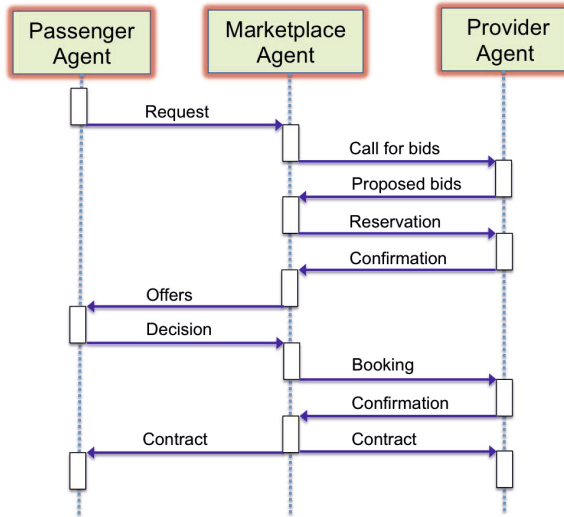 Passenger
Agent
Marketplace
Agent
Provider
Agent
Request
Call for bids
Proposed bids
Reservation
Confirmation
Offers
Decision
Booking
Confirmation
Contract
Contract